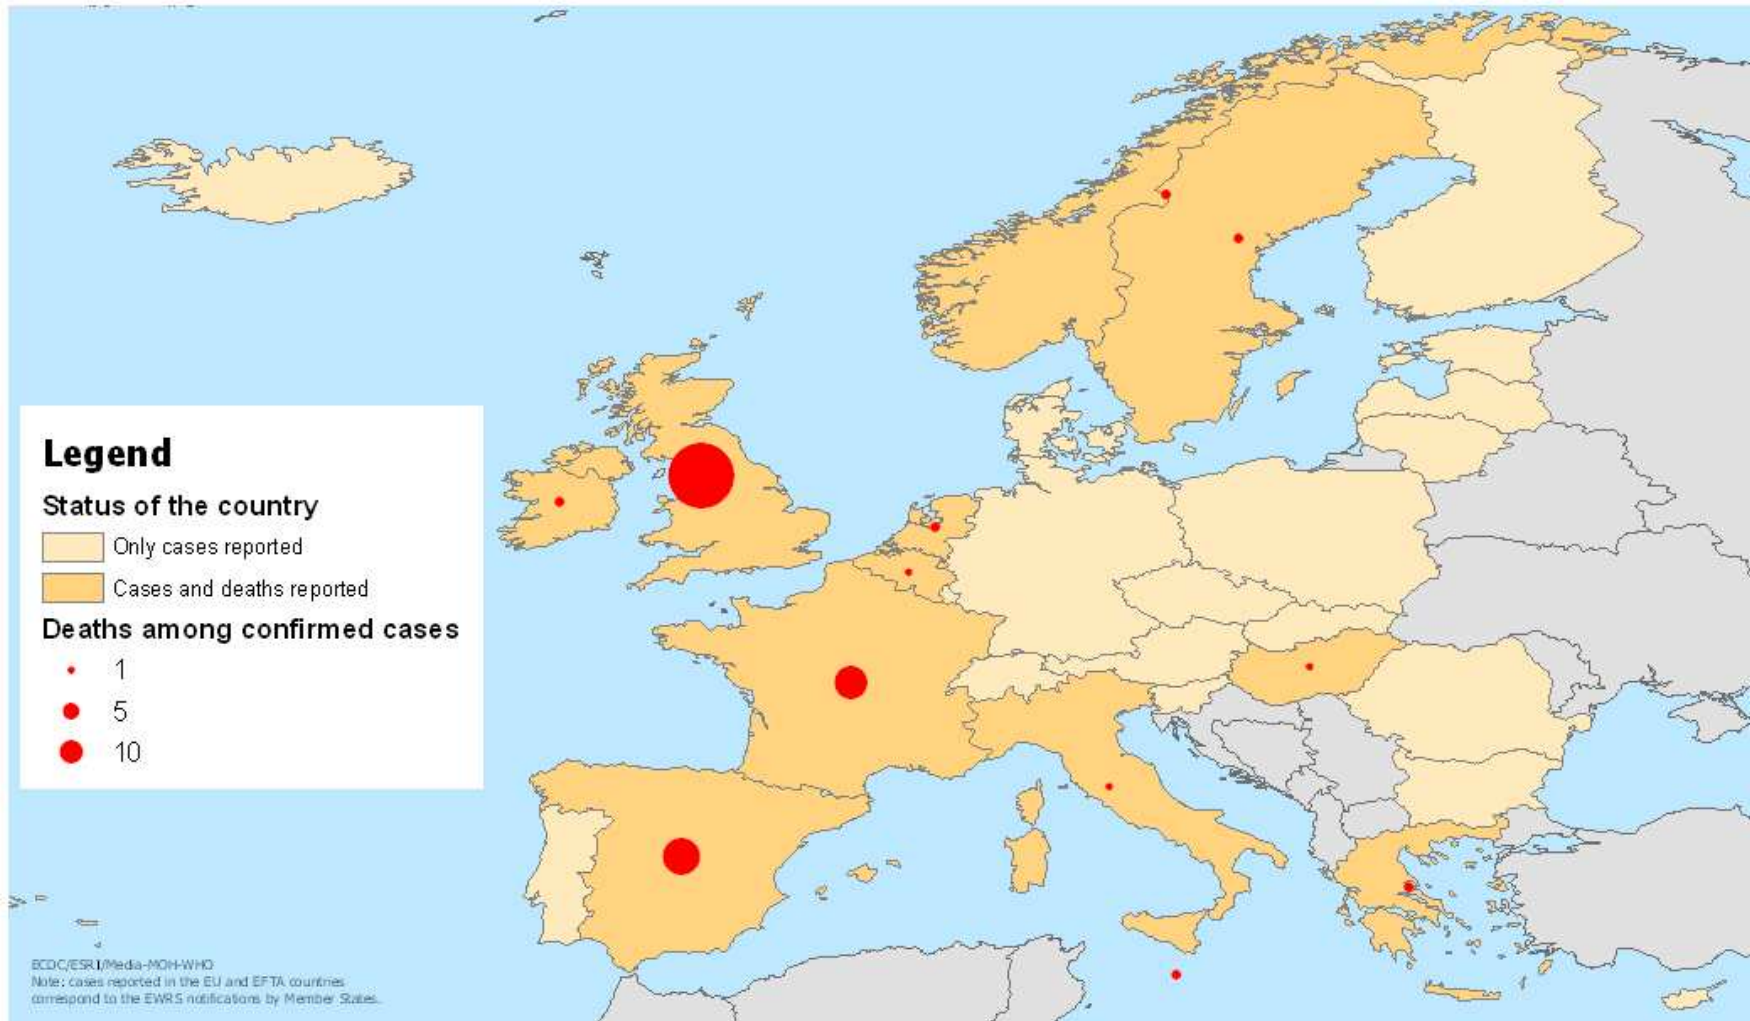 Legend
Status of the country
Only cases reported
Cases and deaths reported
Deaths among confirmed cases
1
5
10
ECDC/ESRI/Media-MOH-WHO
Note: cases reported in the EU and EFTA countries
correspond to the EWRS notifications by Member States.